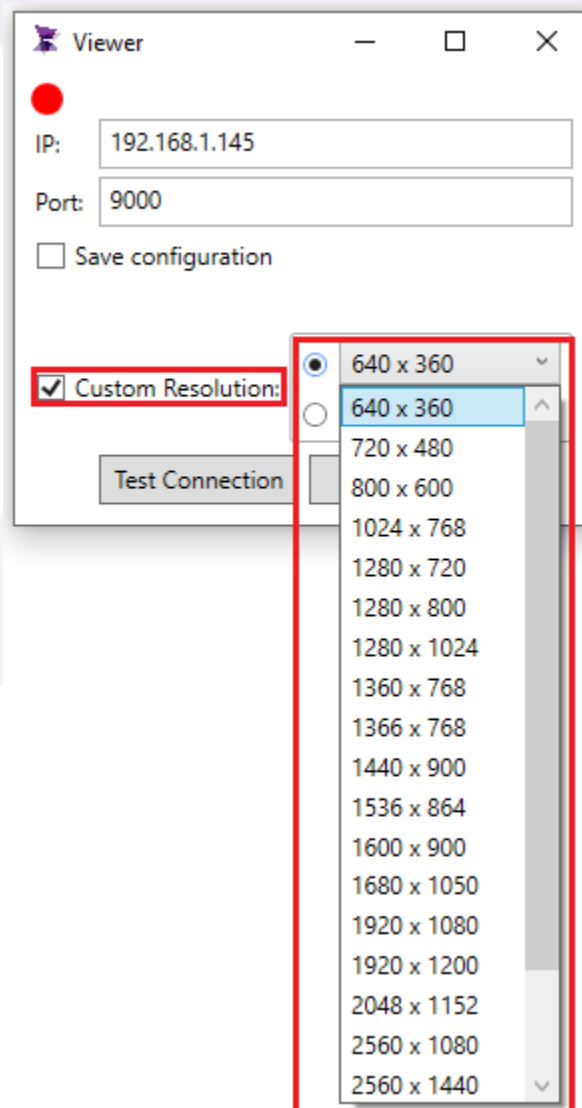 Viewer
IP: 192.168.1.145
Port: 9000
Save configuration
Custom Resolution: 640 x 360
640 x 360
720 x 480
800 x 600
1024 x 768
1280 x 720
1280 x 800
1280 x 1024
1360 x 768
1366 x 768
1440 x 900
1536 x 864
1600 x 900
1680 x 1050
1920 x 1080
1920 x 1200
2048 x 1152
2560 x 1080
2560 x 1440
Test Connection